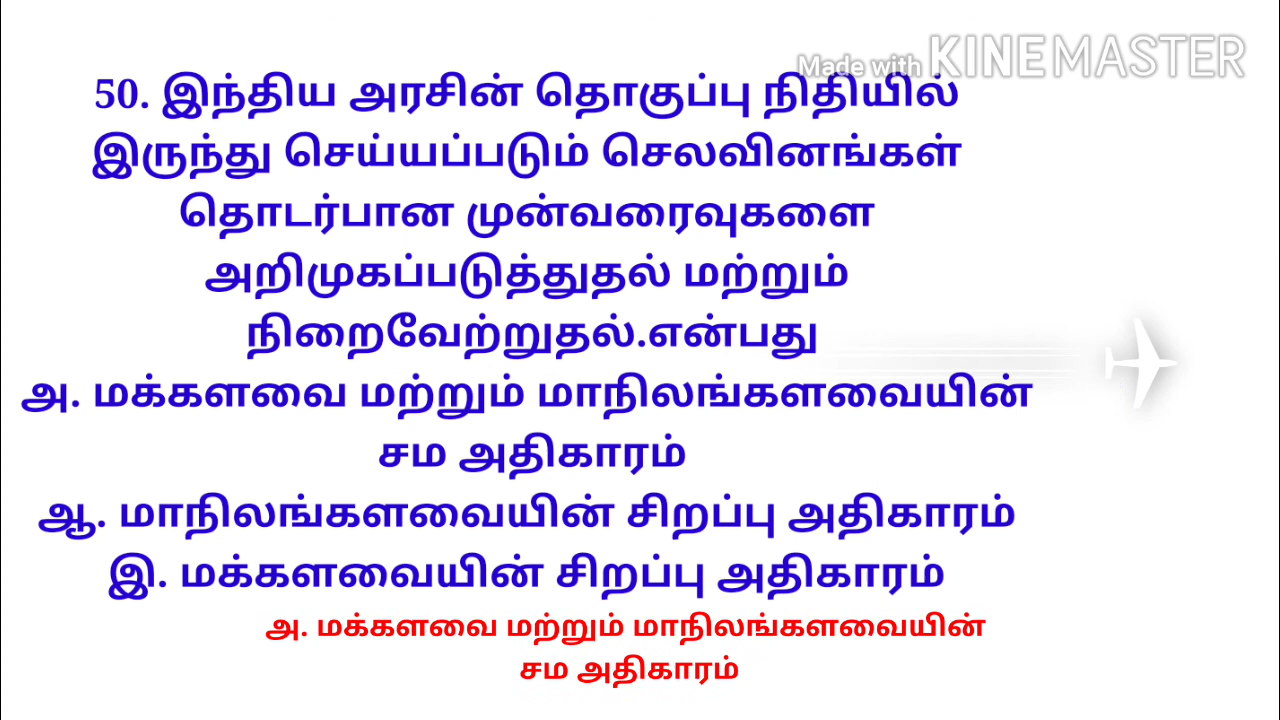 Made with KINEMASTER
50. இந்திய அரசின் தொகுப்பு நிதியில்
இருந்து செய்யப்படும் செலவினங்கள்
தொடர்பான முன்வரைவுகளை
அறிமுகப்படுத்துதல் மற்றும்
நிறைவேற்றுதல்.என்பது
அ. மக்களவை மற்றும் மாநிலங்களவையின்
சம அதிகாரம்
ஆ. மாநிலங்களவையின் சிறப்பு அதிகாரம்
இ. மக்களவையின் சிறப்பு அதிகாரம்
அ. மக்களவை மற்றும் மாநிலங்களவையின்
சம அதிகாரம்